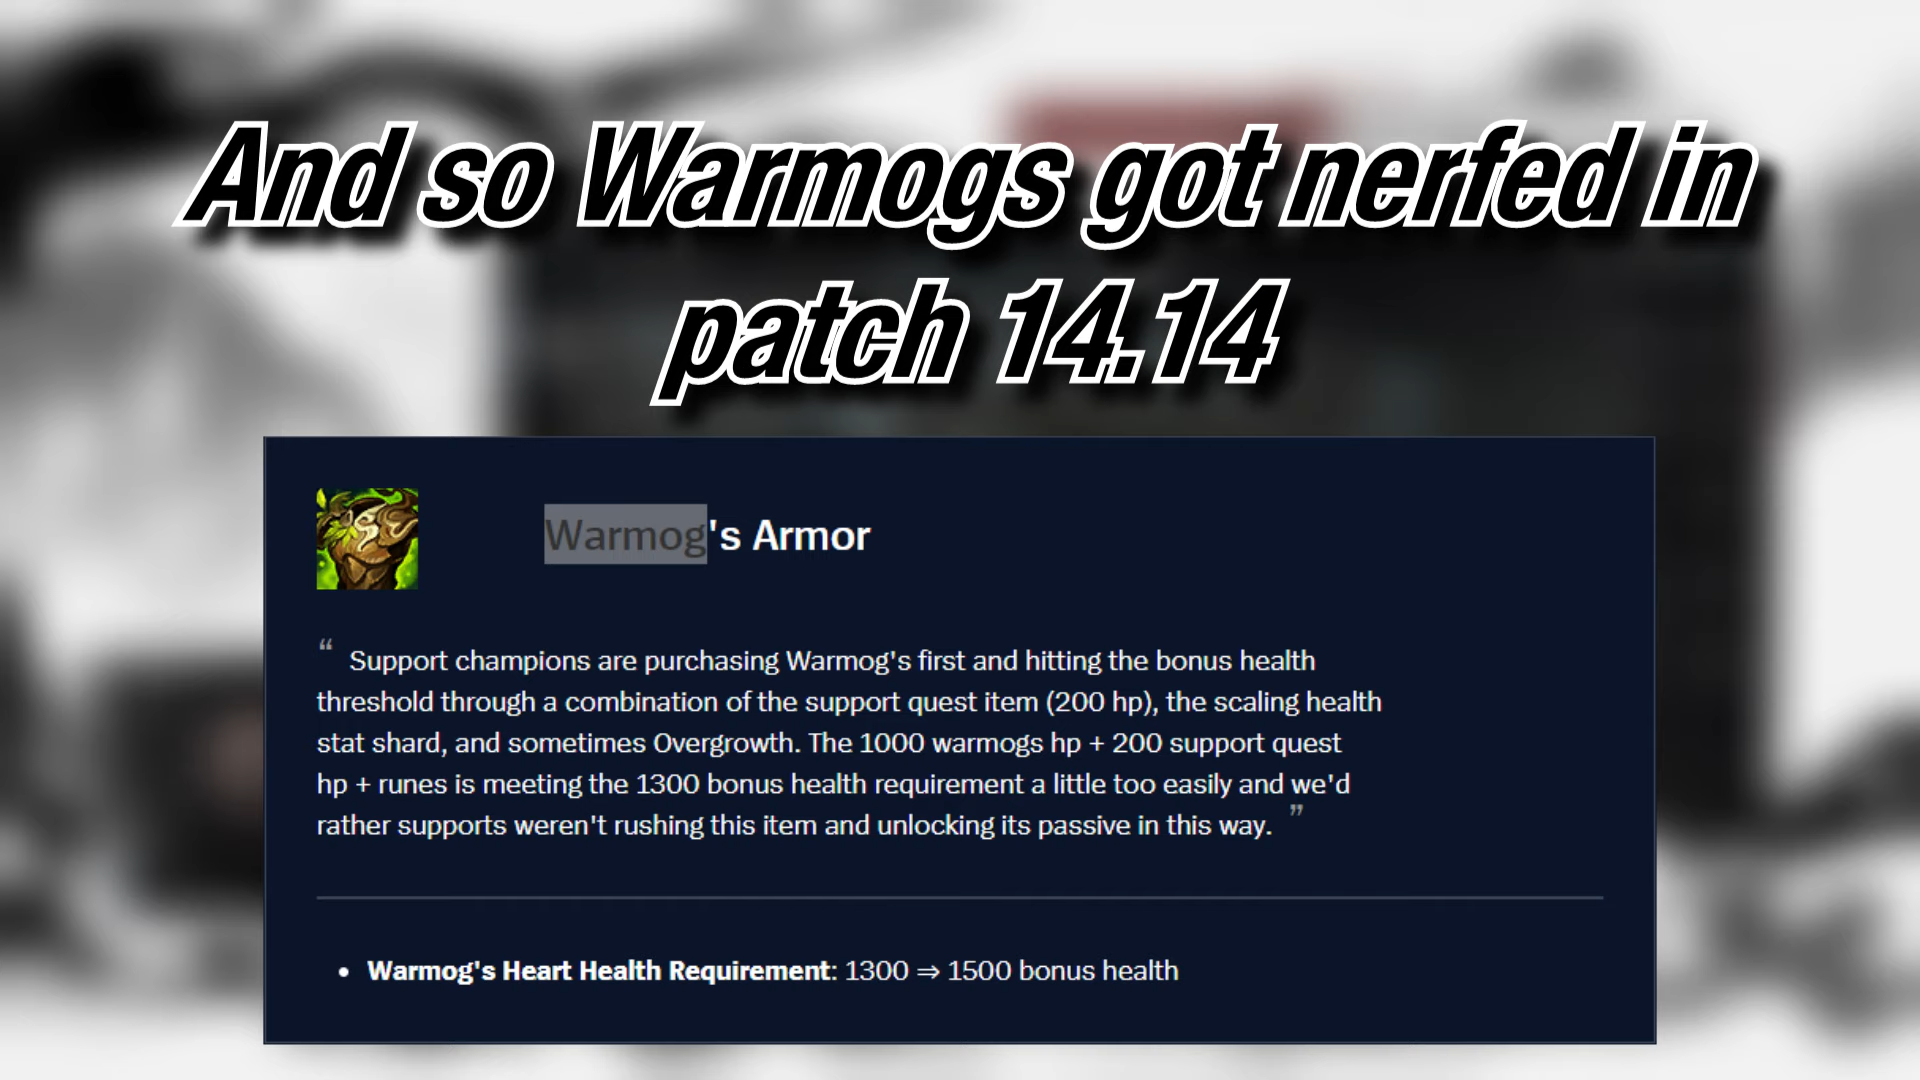 And so Warmogs got nerfed in
patch 14.14
Warmog's Armor
“ Support champions are purchasing Warmog's first and hitting the bonus health
threshold through a combination of the support quest item (200 hp), the scaling health
stat shard, and sometimes Overgrowth. The 1000 warmogs hp + 200 support quest
hp + runes is meeting the 1300 bonus health requirement a little too easily and we'd
rather supports weren't rushing this item and unlocking its passive in this way. ”
• Warmog's Heart Health Requirement: 1300 ⇒ 1500 bonus health